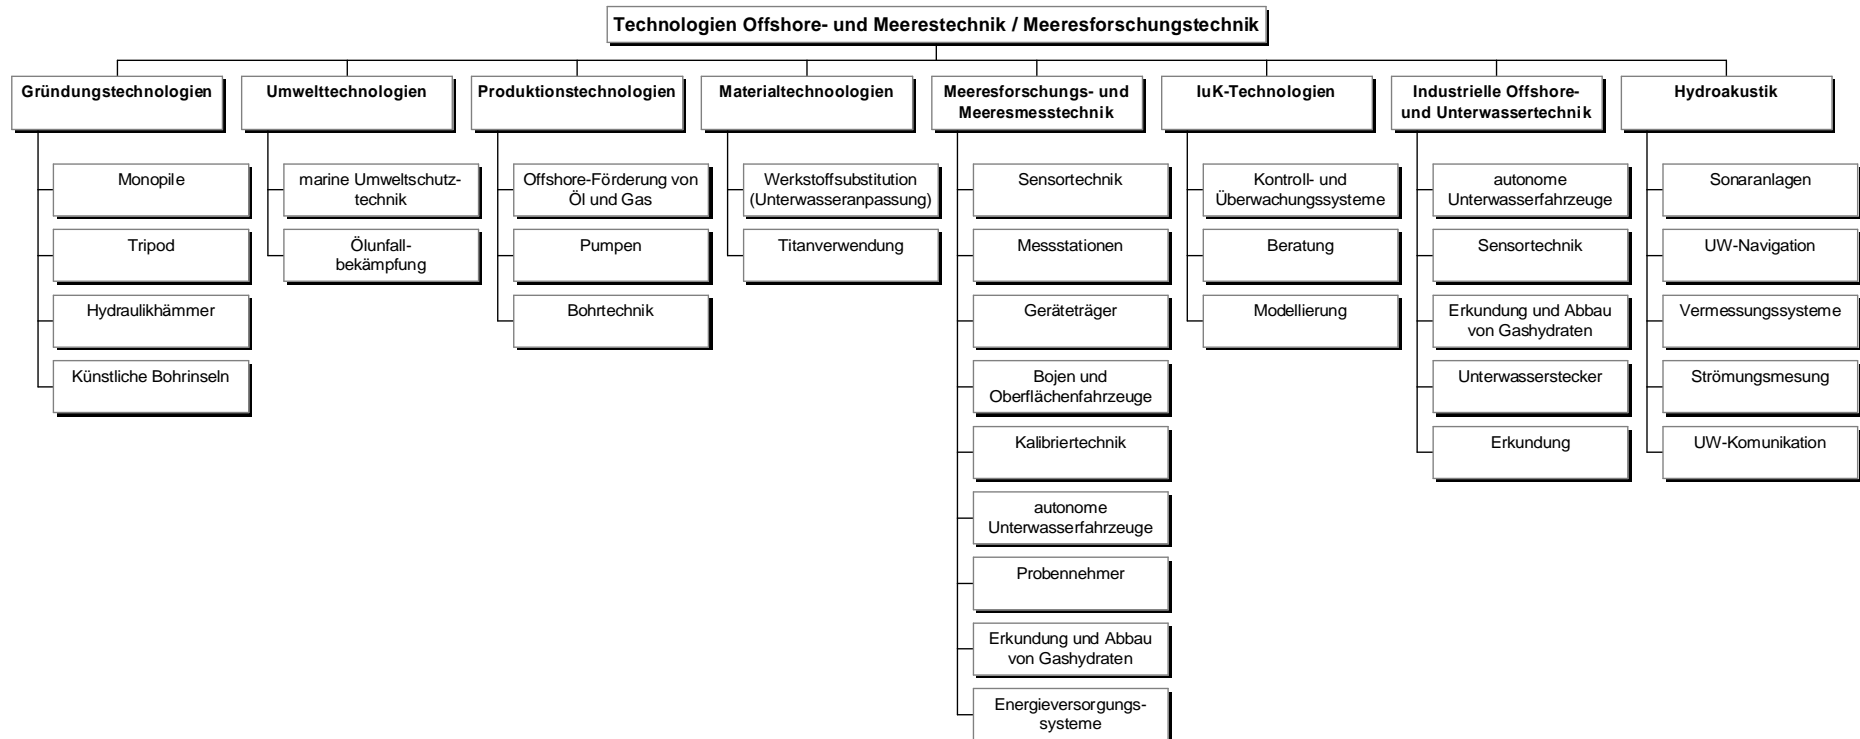 Technologien Offshore- und Meerestechnik / Meeresforschungstechnik
Gründungstechnologien
Monopile
Tripod
Hydraulikhämmer
Künstliche Bohrinseln
Umwelttechnologien
marine Umweltschutz-
technik
Ölunfall-
bekämpfung
Produktionstechnologien
Offshore-Förderung von
Öl und Gas
Pumpen
Bohrtechnik
Materialtechnoologien
Werkstoffsubstitution
(Unterwasseranpassung)
Titanverwendung
Meeresforschungs- und
Meeresmesstechnik
Sensortechnik
Messstationen
Geräteträger
Bojen und
Oberflächenfahrzeuge
Kalibriertechnik
autonome
Unterwasserfahrzeuge
Probennehmer
Erkundung und Abbau
von Gashydraten
Energieversorgungs-
systeme
IuK-Technologien
Kontroll- und
Überwachungssysteme
Beratung
Modellierung
Industrielle Offshore-
und Unterwassertechnik
autonome
Unterwasserfahrzeuge
Sensortechnik
Erkundung und Abbau
von Gashydraten
Unterwasserstecker
Erkundung
Hydroakustik
Sonaranlagen
UW-Navigation
Vermessungssysteme
Strömungsmesung
UW-Komunikation